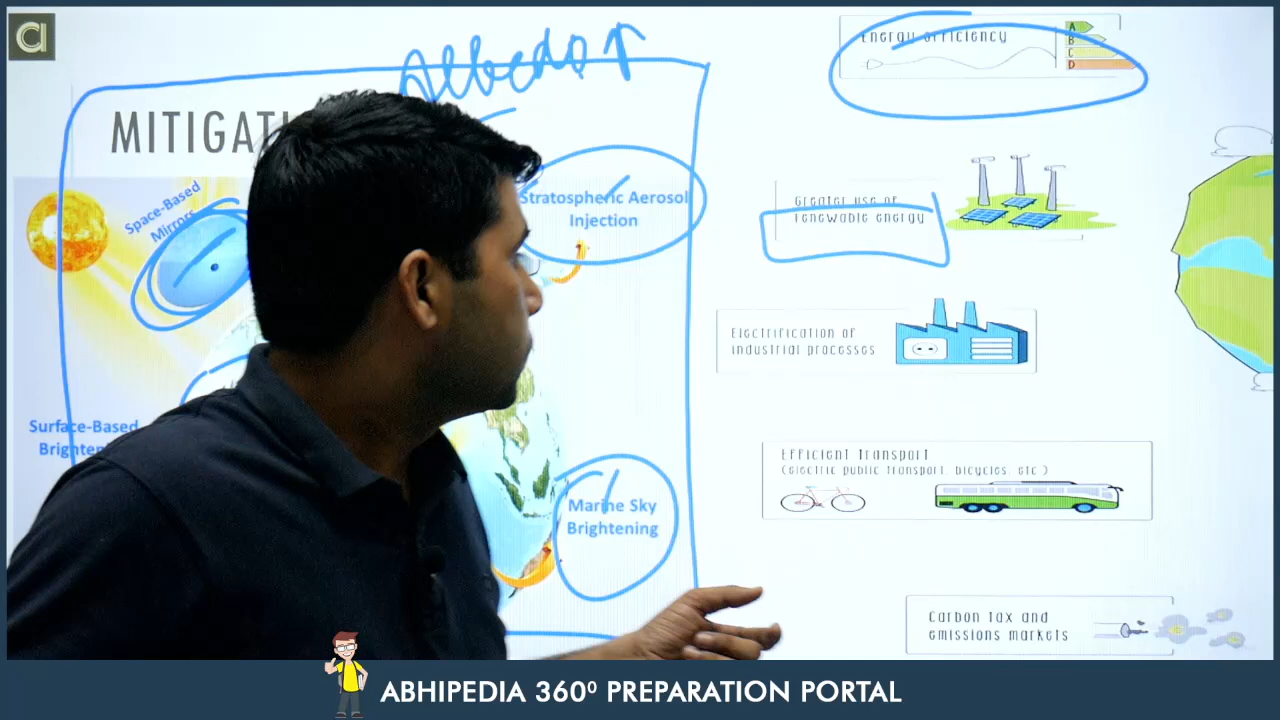 Albedo ↑
MITIGATI
Space-Based
Mirrors
Stratospheric Aerosol
Injection
Surface-Based
Brighten
Marine Sky
Brightening
Energy efficiency
A
B
C
D
Greater use of
renewable energy
Electrification of
industrial processes
Efficient transport
(electric public transport, bicycles, etc.)
Carbon tax and
emissions markets
ABHIPEDIA 360⁰ PREPARATION PORTAL